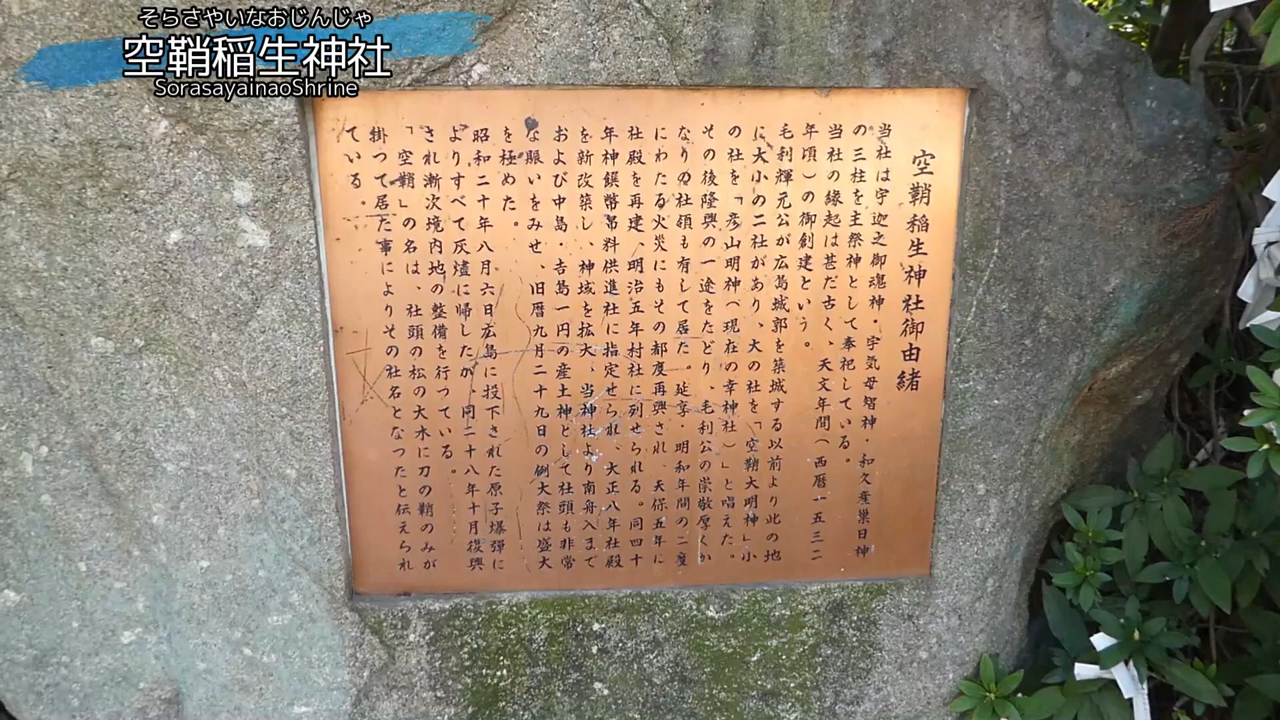 そらさやいなおじんじゃ
空鞘稲生神社
SorasayainaoShrine
空鞘稲生神社御由緒
当社は宇迦之御魂神・宇気母智神・和久産巣日神
の三柱を主祭神として奉祀している。
当社の縁起は甚だ古く、天文年間（西暦一五三二
年頃）の御創建という。
毛利輝元公が広島城郭を築城する以前より此の地
に大小の二社があり、大の社を「空鞘大明神」小
の社を「彦山明神（現在の幸神社）」と唱えた。
その後隆興の一途をたどり、毛利公の崇敬厚くか
なりの社領も有して居た。延享・明和年間の二度
にわたる火災にもその都度再興され、天保五年に
社殿を再建、明治五年村社に列せられる。同四十
年神饌幣帛料供進社に指定せられ、大正八年社殿
を新改築し、神域を拡大、当神社より南舟入まで
および中島・吉島一円の産土神として社頭も非常
な賑いをみせ、旧暦九月二十九日の例大祭は盛大
を極めた。
昭和二十年八月六日広島に投下された原子爆弾に
よりすべて灰燼に帰したが、同二十八年十月復興
され漸次境内地の整備を行っている。
「空鞘」の名は、社頭の松の大木に刀の鞘のみが
掛つて居た事によりその社名となつたと伝えられ
ている。